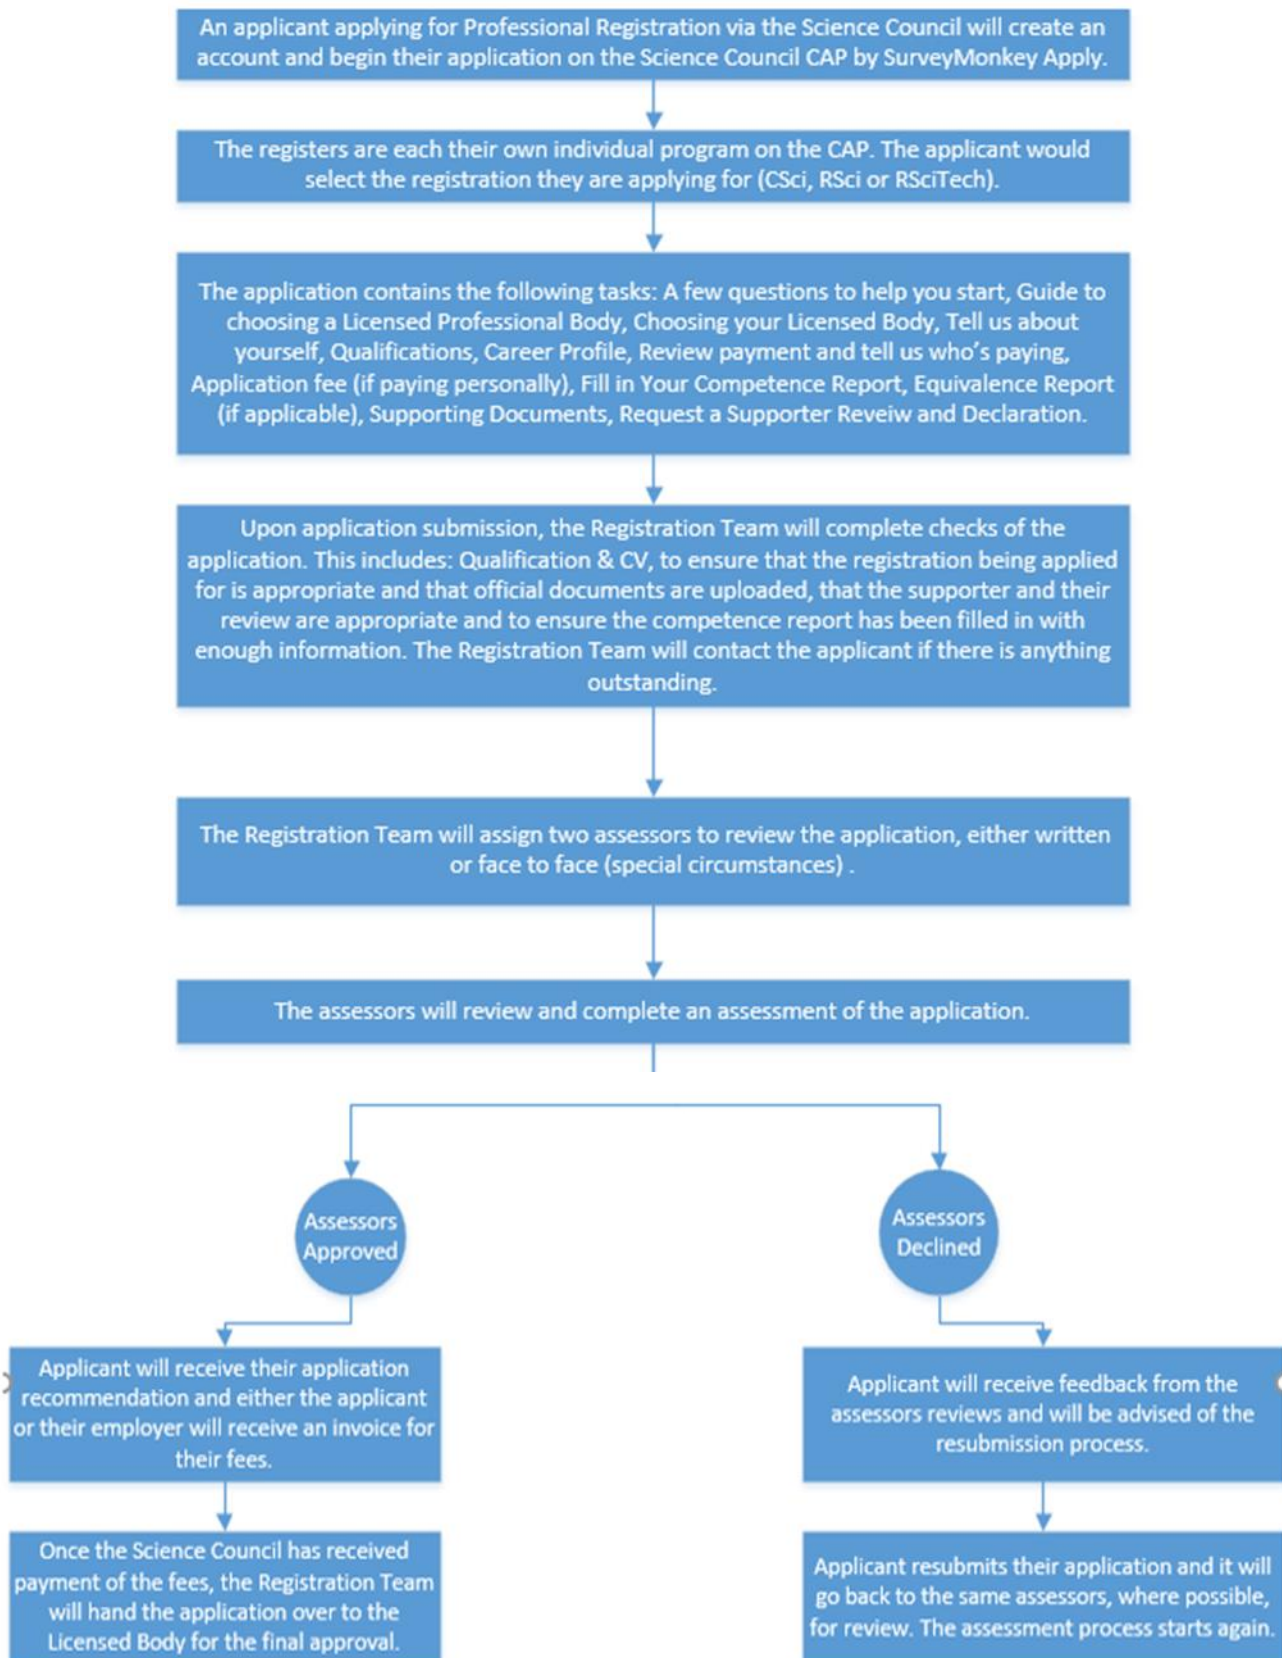 An applicant applying for Professional Registration via the Science Council will create an
account and begin their application on the Science Council CAP by SurveyMonkey Apply.
The registers are each their own individual program on the CAP. The applicant would
select the registration they are applying for (CSci, RSci or RSciTech).
The application contains the following tasks: A few questions to help you start, Guide to
choosing a Licensed Professional Body, Choosing your Licensed Body, Tell us about
yourself, Qualifications, Career Profile, Review payment and tell us who's paying,
Application fee (if paying personally), Fill in Your Competence Report, Equivalence Report
(if applicable), Supporting Documents, Request a Supporter Reveiw and Declaration.
Upon application submission, the Registration Team will complete checks of the
application. This includes: Qualification & CV, to ensure that the registration being applied
for is appropriate and that official documents are uploaded, that the supporter and their
review are appropriate and to ensure the competence report has been filled in with
enough information. The Registration Team will contact the applicant if there is anything
outstanding.
The Registration Team will assign two assessors to review the application, either written
or face to face (special circumstances) .
The assessors will review and complete an assessment of the application.
Assessors
Approved
Assessors
Declined
Applicant will receive their application
recommendation and either the applicant
or their employer will receive an invoice for
their fees.
Applicant will receive feedback from the
assessors reviews and will be advised of the
resubmission process.
Once the Science Council has received
payment of the fees, the Registration Team
will hand the application over to the
Licensed Body for the final approval.
Applicant resubmits their application and it will
go back to the same assessors, where possible,
for review. The assessment process starts again.